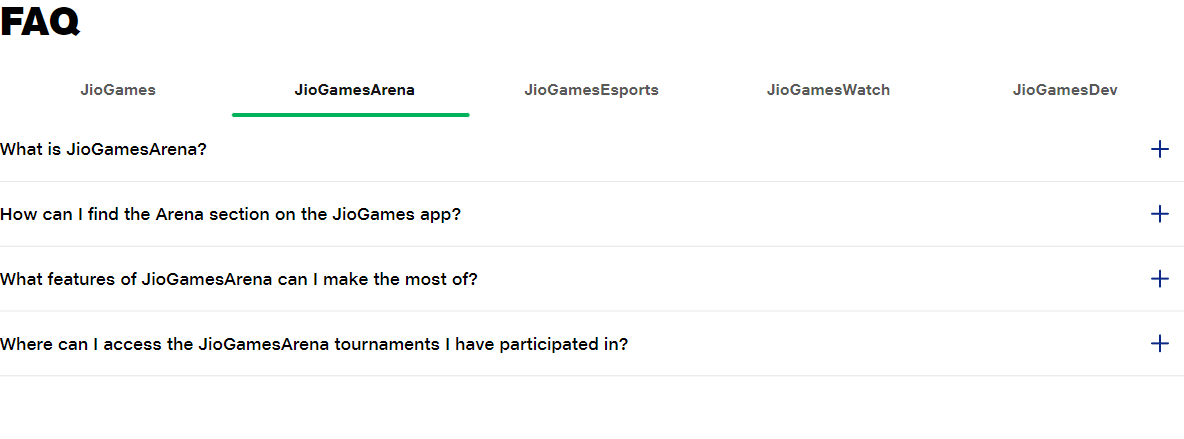 FAQ
JioGames JioGamesArena JioGamesEsports JioGamesWatch JioGamesDev
What is JioGamesArena?
How can I find the Arena section on the JioGames app?
What features of JioGamesArena can I make the most of?
Where can I access the JioGamesArena tournaments I have participated in?